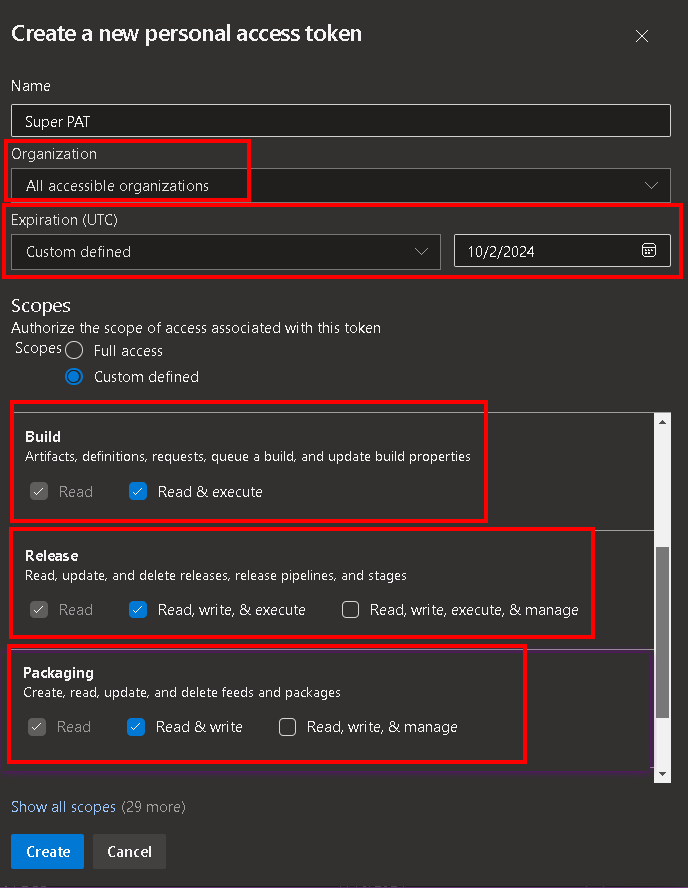 Create a new personal access token
Name
Super PAT
Organization
All accessible organizations
Expiration (UTC)
Custom defined 10/2/2024
Scopes
Authorize the scope of access associated with this token
Scopes Full access
Custom defined
Build
Artifacts, definitions, requests, queue a build, and update build properties
Read Read & execute
Release
Read, update, and delete releases, release pipelines, and stages
Read Read, write, & execute Read, write, execute, & manage
Packaging
Create, read, update, and delete feeds and packages
Read Read & write Read, write, & manage
Show all scopes (29 more)
Create Cancel